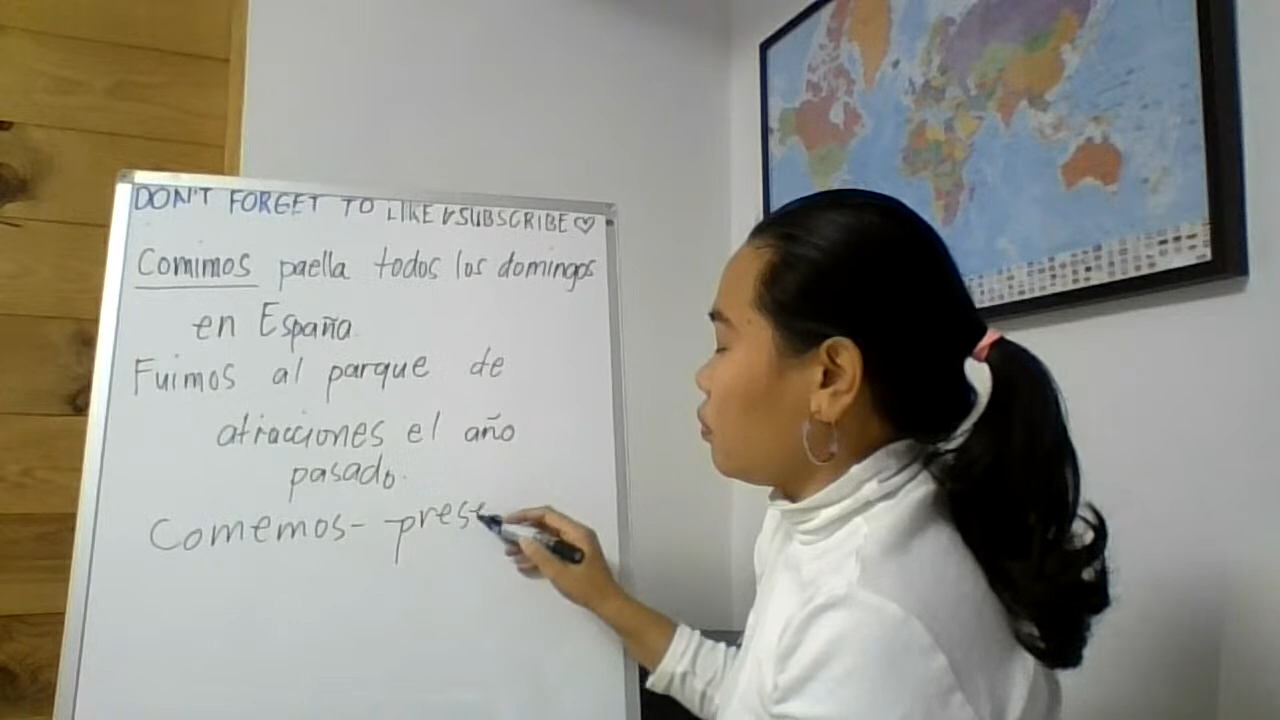 DON'T FORGET TO LIKE & SUBSCRIBE ♡
Comimos paella todos los domingos
en España.
Fuimos al parque de
atracciones el año
pasado.
Comemos - prese